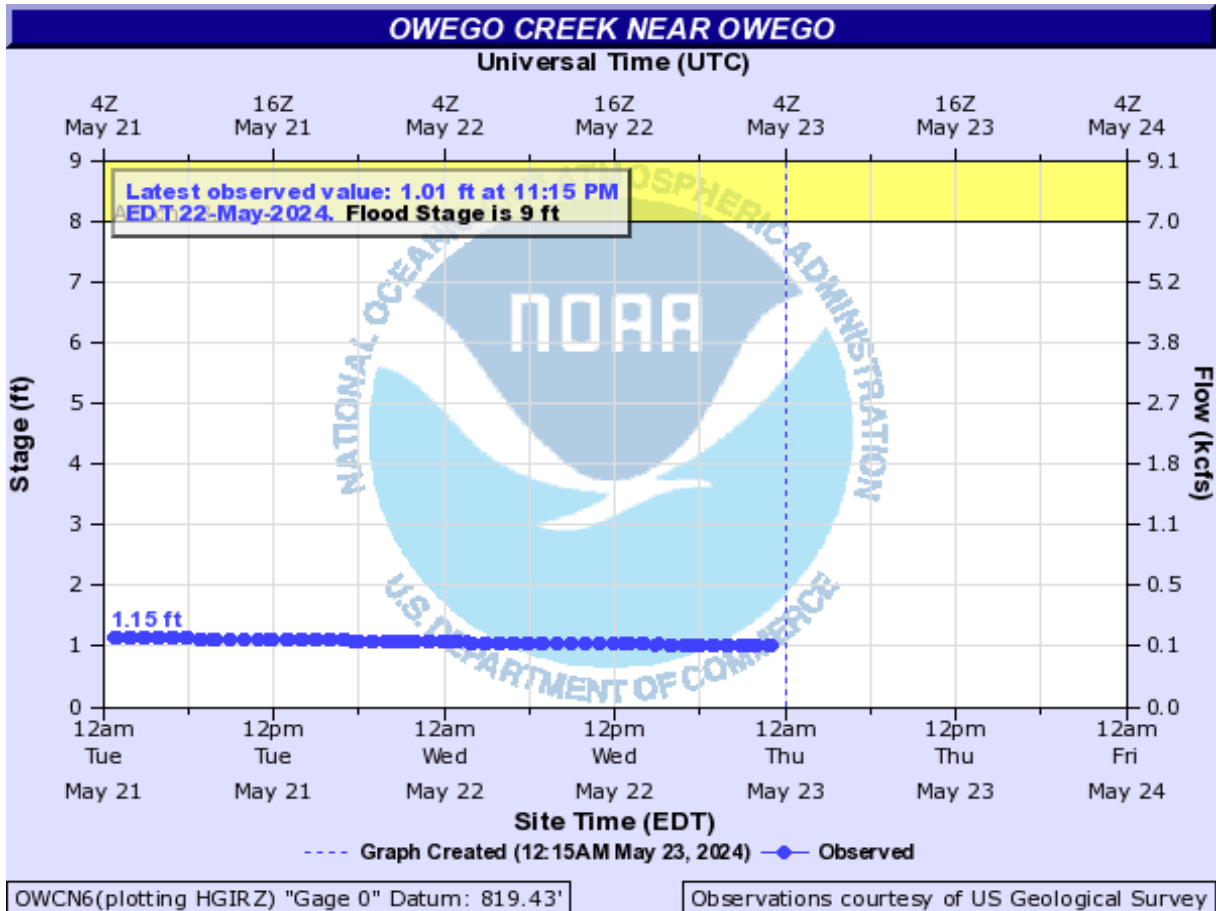 OWEGO CREEK NEAR OWEGO
Universal Time (UTC)
4Z 16Z 4Z 16Z 4Z 16Z 4Z
May 21 May 21 May 22 May 22 May 23 May 23 May 24
Latest observed value: 1.01 ft at 11:15 PM
EDT 22-May-2024. Flood Stage is 9 ft
9 9.1
8 7.0
7 5.2
6 3.8
5 2.7
4 1.8
3 1.1
2 0.5
1 0.1
0 0.0
Stage (ft)
Flow (kcfs)
1.15 ft
NATIONAL OCEANIC AND ATMOSPHERIC ADMINISTRATION
NOAA
U.S. DEPARTMENT OF COMMERCE
12am 12pm 12am 12pm 12am 12pm 12am
Tue Tue Wed Wed Thu Thu Fri
May 21 May 21 May 22 May 22 May 23 May 23 May 24
Site Time (EDT)
Graph Created (12:15AM May 23, 2024) Observed
OWCN6(plotting HGIRZ) "Gage 0" Datum: 819.43'
Observations courtesy of US Geological Survey